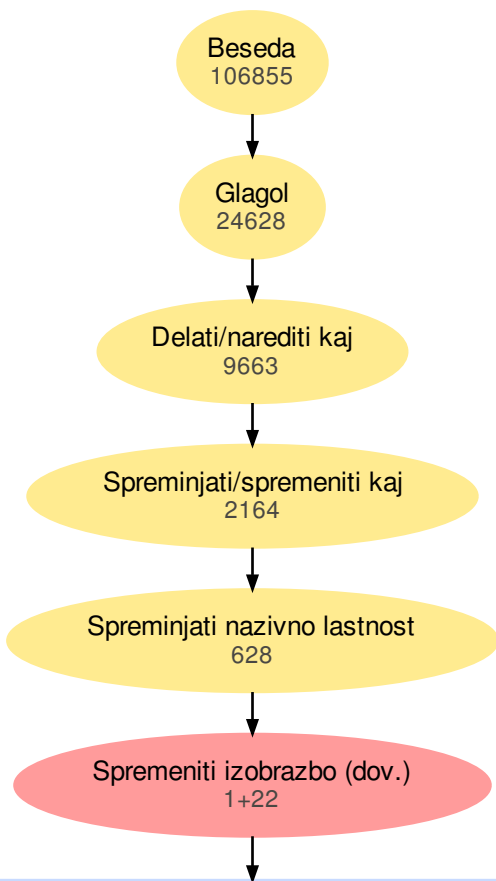 Beseda
106855
Glagol
24628
Delati/narediti kaj
9663
Spreminjati/spremeniti kaj
2164
Spreminjati nazivno lastnost
628
Spremeniti izobrazbo (dov.)
1+22